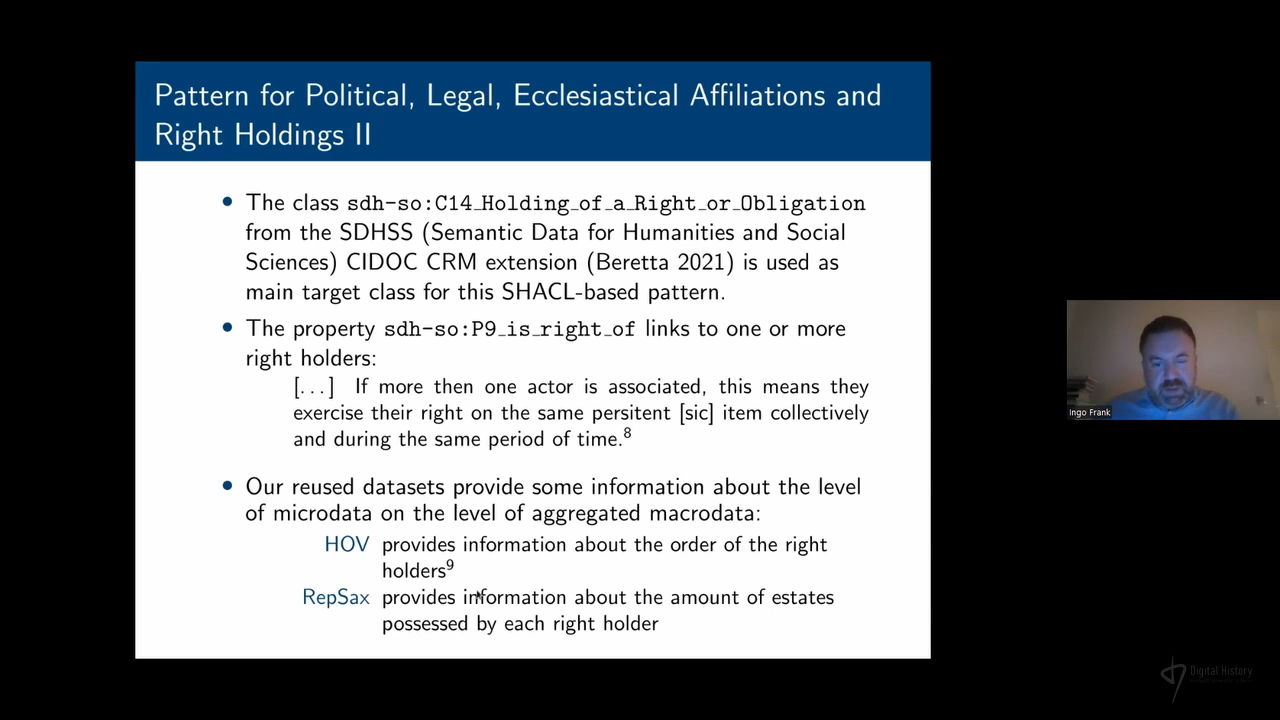 Pattern for Political, Legal, Ecclesiastical Affiliations and
Right Holdings II
• The class sdh-so:C14_Holding_of_a_Right_or_Obligation
from the SDHSS (Semantic Data for Humanities and Social
Sciences) CIDOC CRM extension (Beretta 2021) is used as
main target class for this SHACL-based pattern.
• The property sdh-so:P9_is_right_of links to one or more
right holders:
[...] If more then one actor is associated, this means they
exercise their right on the same persitent [sic] item collectively
and during the same period of time.8
• Our reused datasets provide some information about the level
of microdata on the level of aggregated macrodata:
HOV provides information about the order of the right
holders9
RepSax provides information about the amount of estates
possessed by each right holder
Ingo Frank
Digital History